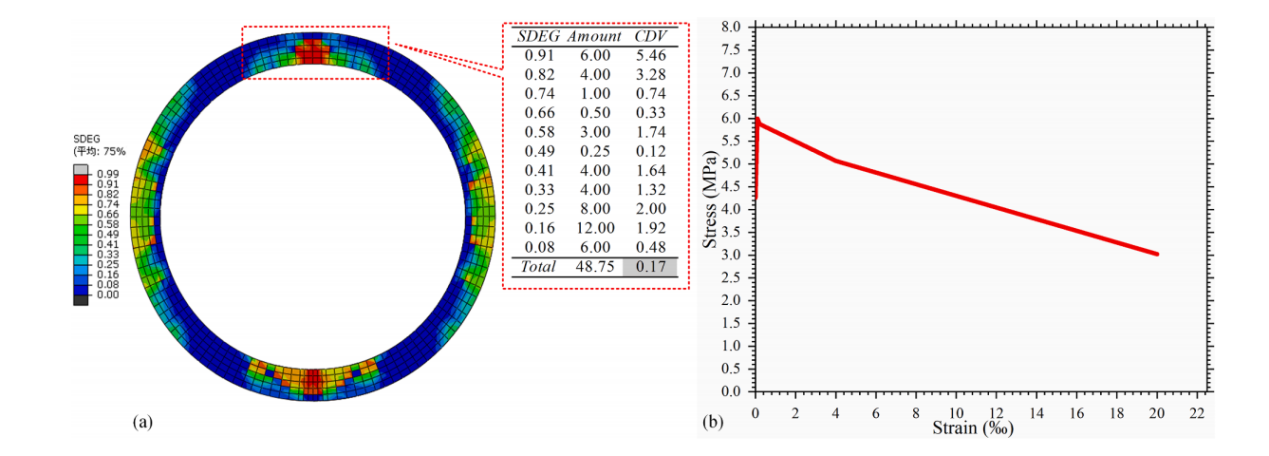 SDEG
(平均: 75%
0.99
0.91
0.82
0.74
0.66
0.58
0.49
0.41
0.33
0.25
0.16
0.08
0.00
SDEG Amount CDV
0.91 6.00 5.46
0.82 4.00 3.28
0.74 1.00 0.74
0.66 0.50 0.33
0.58 3.00 1.74
0.49 0.25 0.12
0.41 4.00 1.64
0.33 4.00 1.32
0.25 8.00 2.00
0.16 12.00 1.92
0.08 6.00 0.48
Total 48.75 0.17
(a)
8.0
7.5
7.0
6.5
6.0
5.5
5.0
4.5
4.0
3.5
3.0
2.5
2.0
1.5
1.0
0.5
0.0
Stress (MPa)
0 2 4 6 8 10 12 14 16 18 20 22
Strain (‰)
(b)